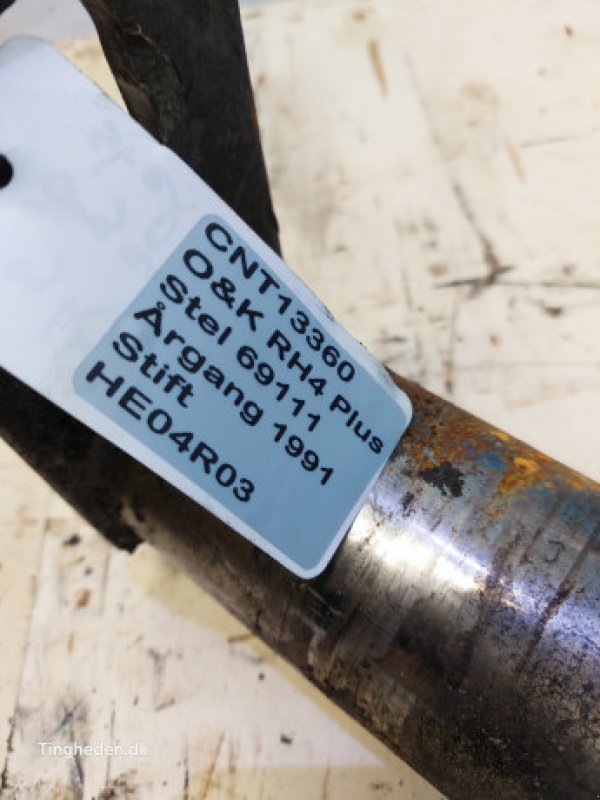 CNT13360
O&K RH4 Plus
Stel 69111
Årgang 1991
Stift
HE04R03
Tingheden.dk